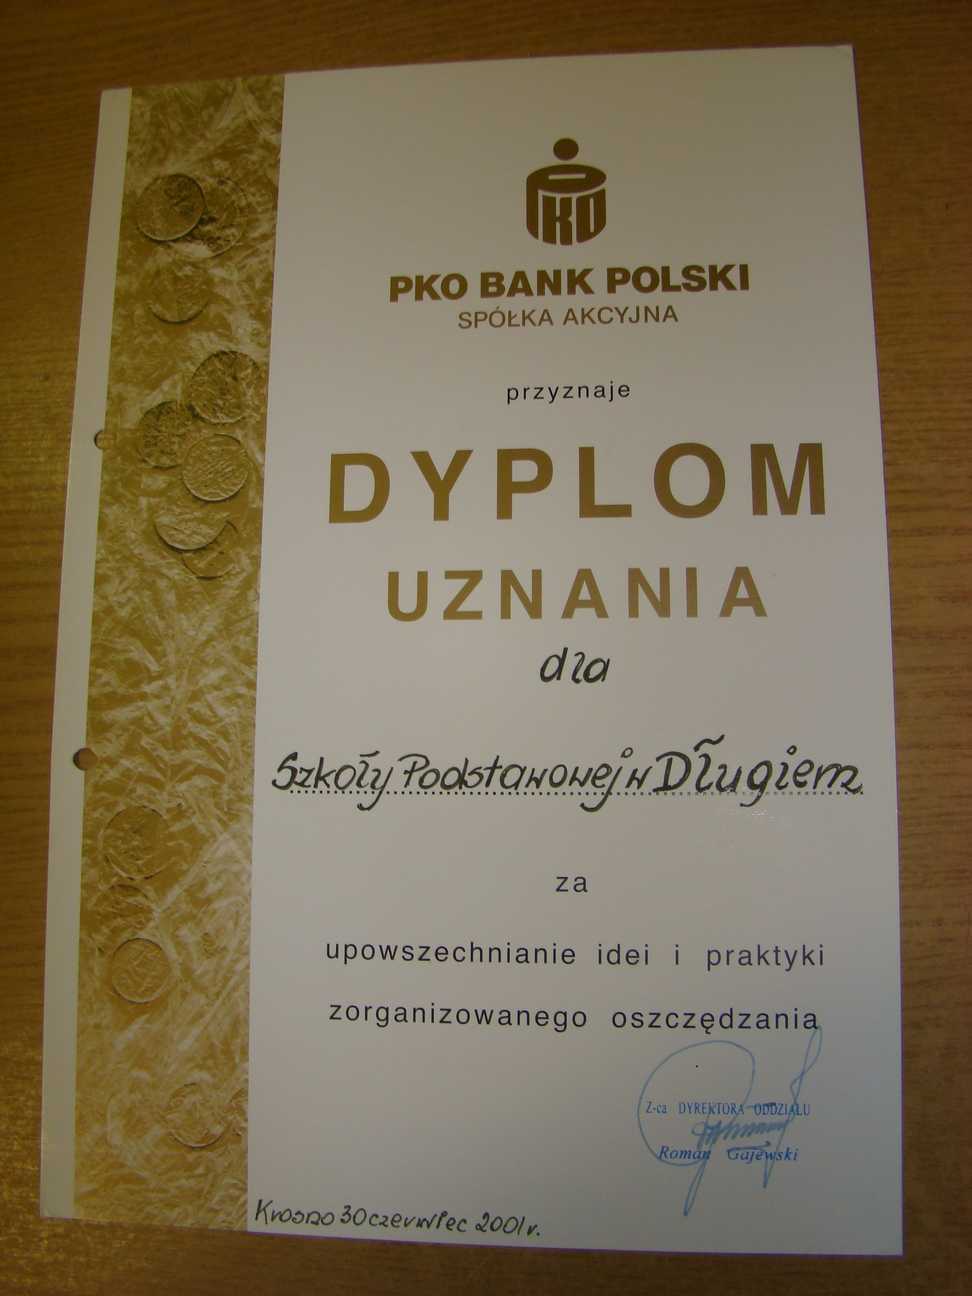 PKO
PKO BANK POLSKI
SPÓŁKA AKCYJNA
przyznaje
DYPLOM
UZNANIA
dla
Szkoły Podstawowej w Długiem
za
upowszechnianie idei i praktyki
zorganizowanego oszczędzania
Z-ca DYREKTORA ODDZIAŁU
Roman Gajewski
Krosno 30 czerwiec 2001 r.